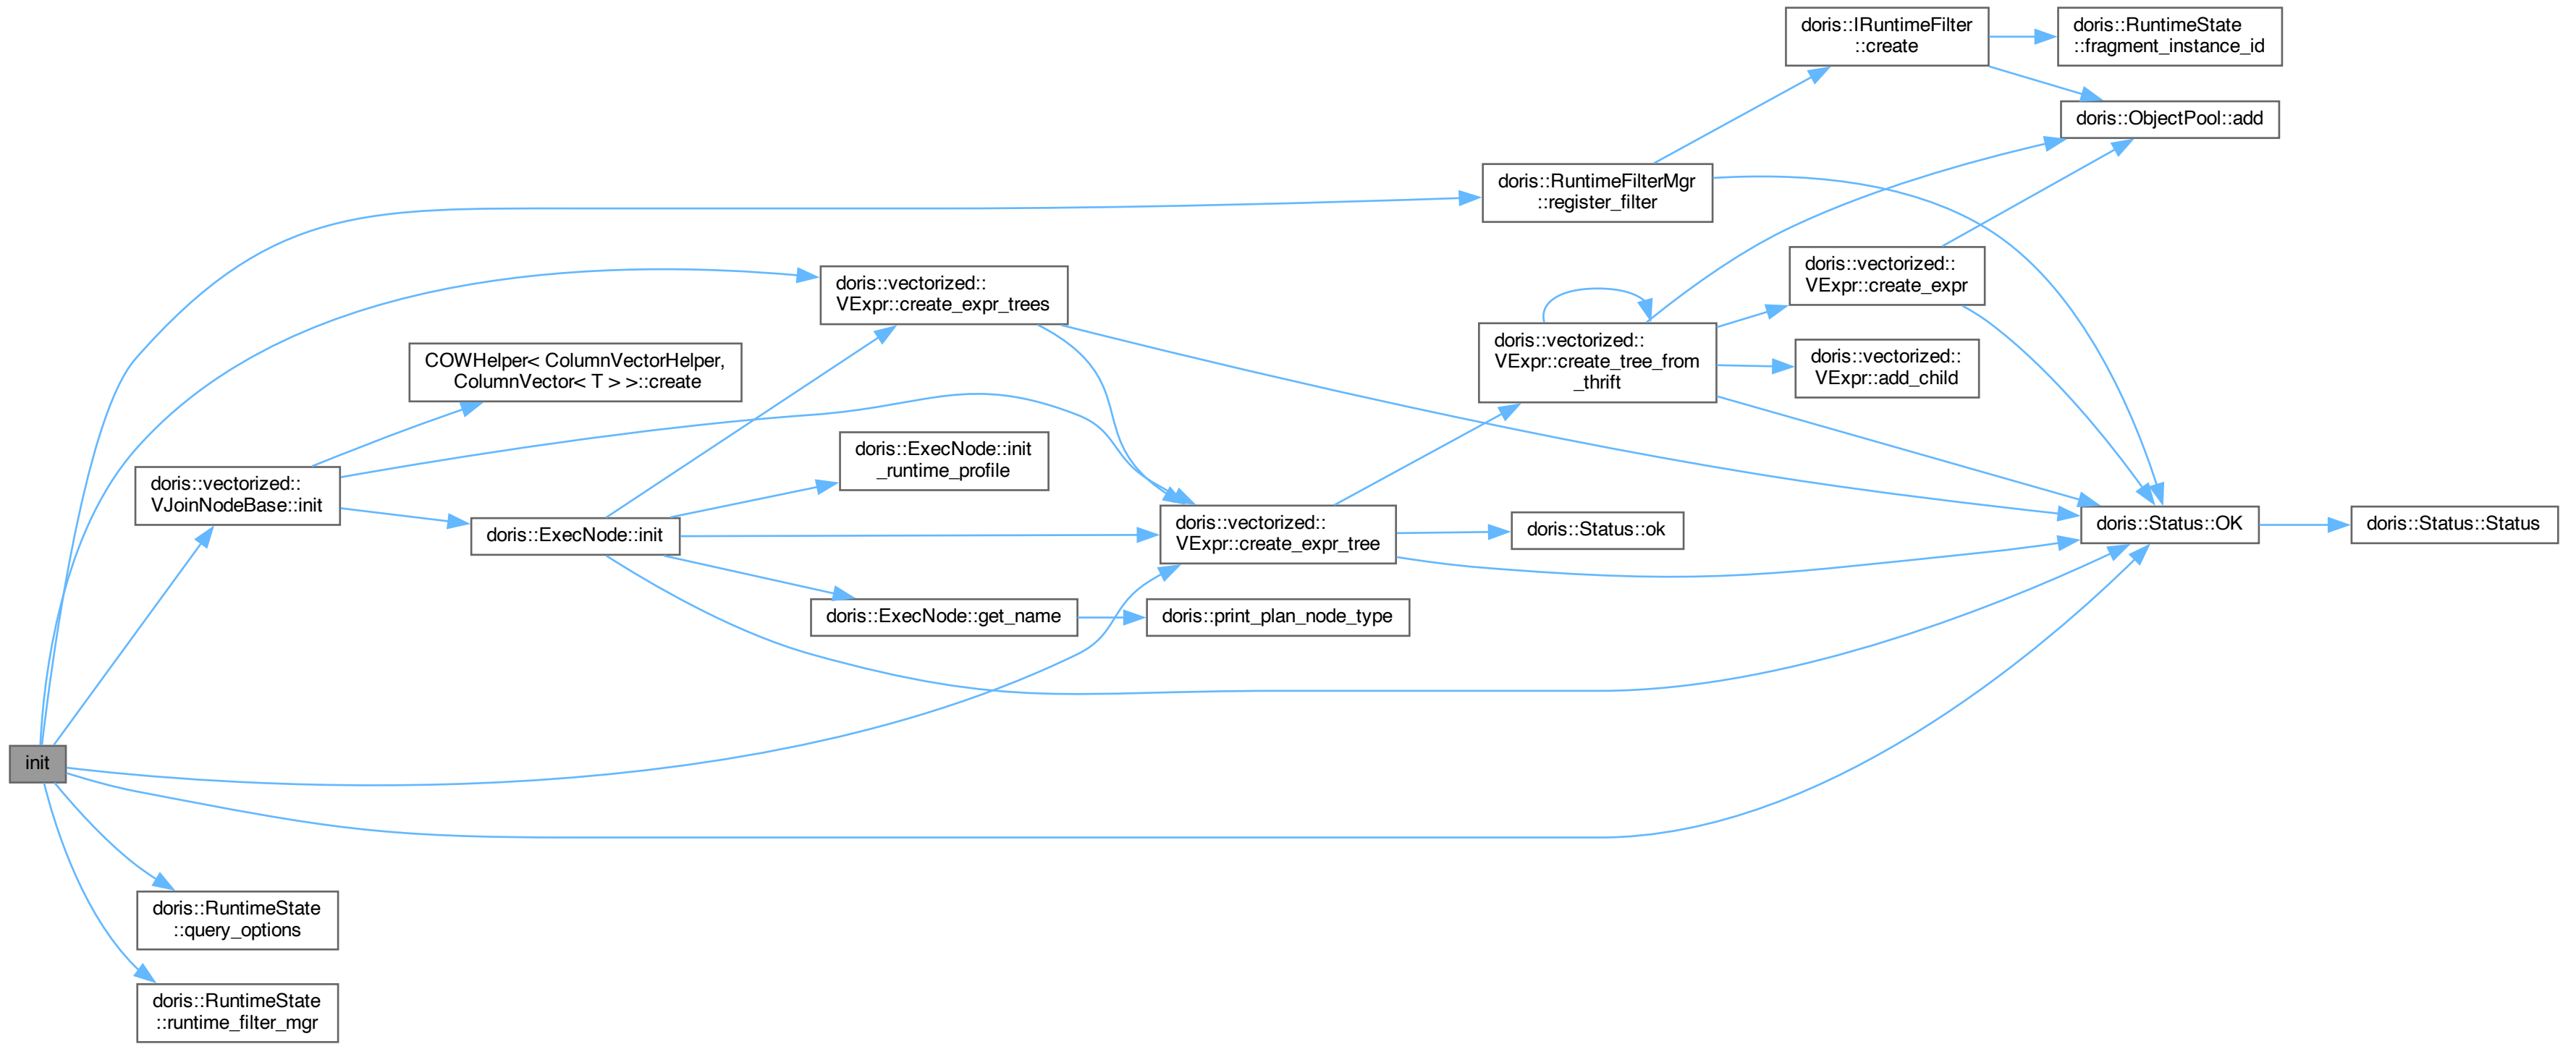 doris::IRuntimeFilter
::create
doris::RuntimeState
::fragment_instance_id
doris::ObjectPool::add
doris::RuntimeFilterMgr
::register_filter
doris::vectorized::
VExpr::create_expr_trees
doris::vectorized::
VExpr::create_expr
COWHelper< ColumnVectorHelper,
ColumnVector< T > >::create
doris::vectorized::
VExpr::create_tree_from
_thrift
doris::vectorized::
VExpr::add_child
doris::ExecNode::init
_runtime_profile
doris::vectorized::
VJoinNodeBase::init
doris::ExecNode::init
doris::vectorized::
VExpr::create_expr_tree
doris::Status::ok
doris::Status::OK
doris::Status::Status
doris::ExecNode::get_name
doris::print_plan_node_type
init
doris::RuntimeState
::query_options
doris::RuntimeState
::runtime_filter_mgr